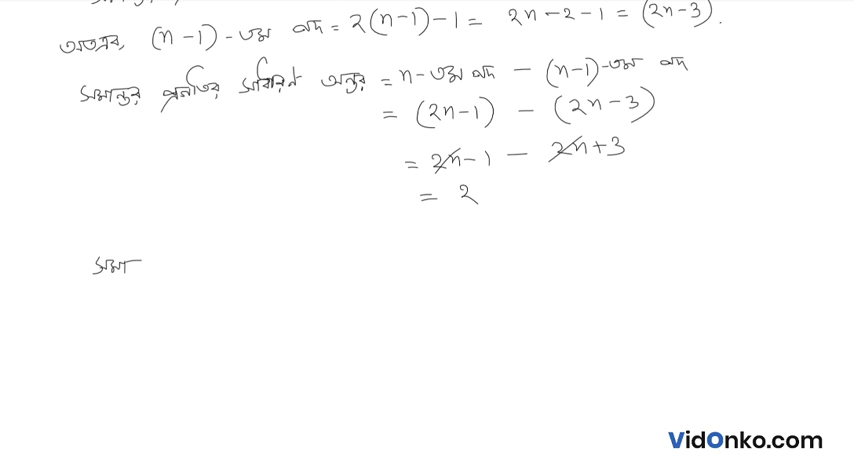 অতএব, (n-1)-তম পদ = 2(n-1)-1 = 2n-2-1 = (2n-3).
সমান্তর প্রগতির সাধারণ অন্তর = n-তম পদ - (n-1)-তম পদ
= (2n-1) - (2n-3)
= 2n-1 - 2n+3
= 2
সমা
VidOnko.com